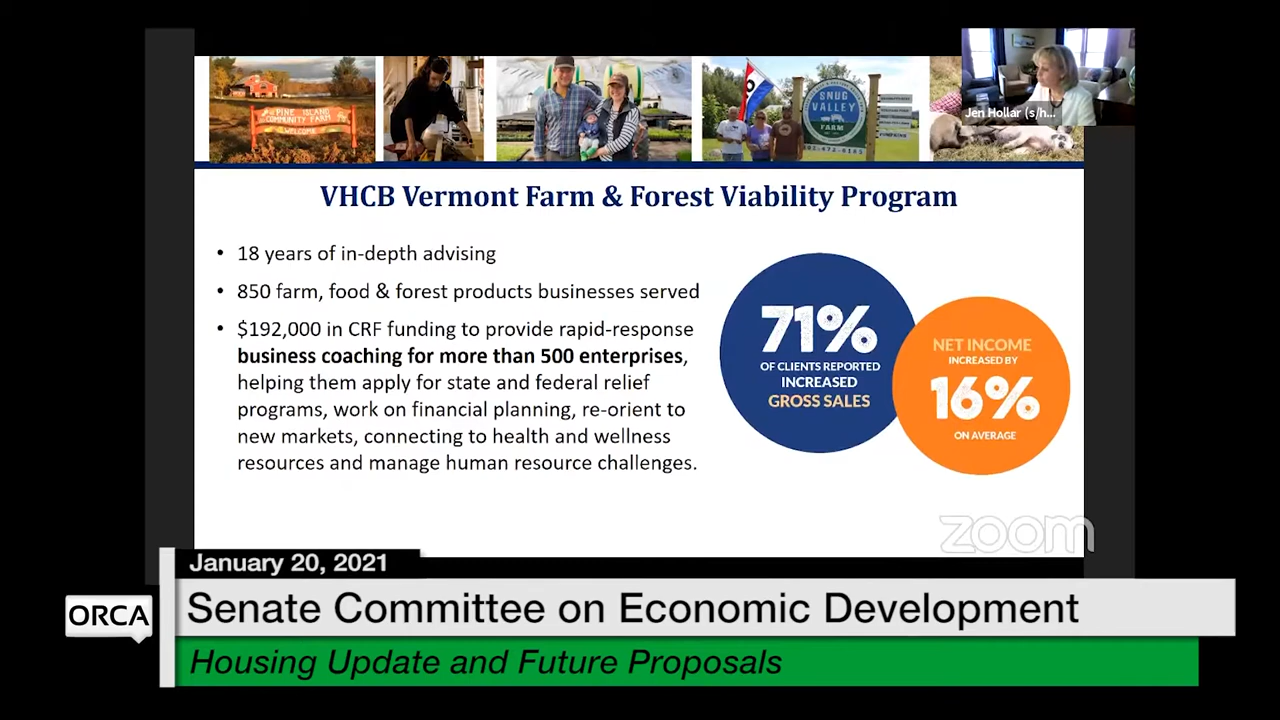 PINE ISLAND
COMMUNITY FARM
WELCOME
SNUG
VALLEY
FARM
Jen Hollar (s/h...
VHCB Vermont Farm & Forest Viability Program
• 18 years of in-depth advising
• 850 farm, food & forest products businesses served
• $192,000 in CRF funding to provide rapid-response
business coaching for more than 500 enterprises,
helping them apply for state and federal relief
programs, work on financial planning, re-orient to
new markets, connecting to health and wellness
resources and manage human resource challenges.
71%
OF CLIENTS REPORTED
INCREASED
GROSS SALES
NET INCOME
INCREASED BY
16%
ON AVERAGE
zoom
January 20, 2021
ORCA
Senate Committee on Economic Development
Housing Update and Future Proposals